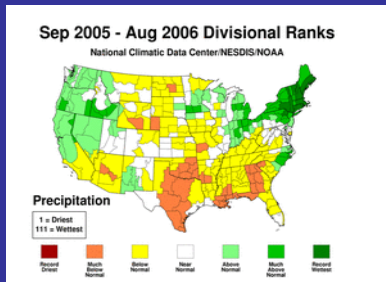 Sep 2005 - Aug 2006 Divisional Ranks
National Climatic Data Center/NESDIS/NOAA
Precipitation
1 = Driest
111 = Wettest
Record Driest
Much Below Normal
Below Normal
Near Normal
Above Normal
Much Above Normal
Record Wettest